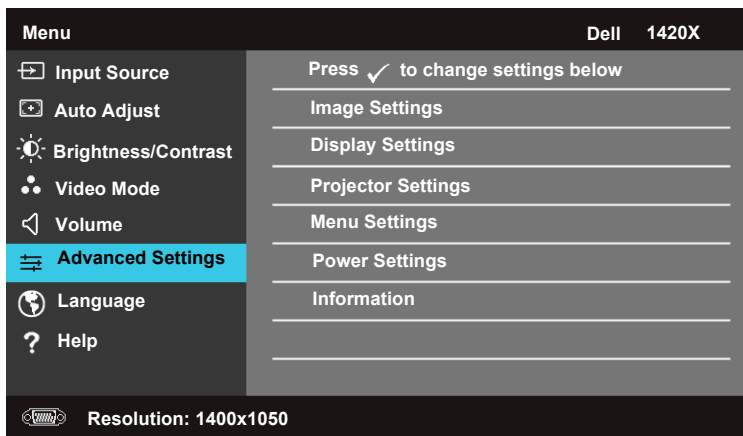 Menu
Dell 1420X
Input Source
Auto Adjust
Brightness/Contrast
Video Mode
Volume
Advanced Settings
Language
? Help
Press ✓ to change settings below
Image Settings
Display Settings
Projector Settings
Menu Settings
Power Settings
Information
Resolution: 1400x1050